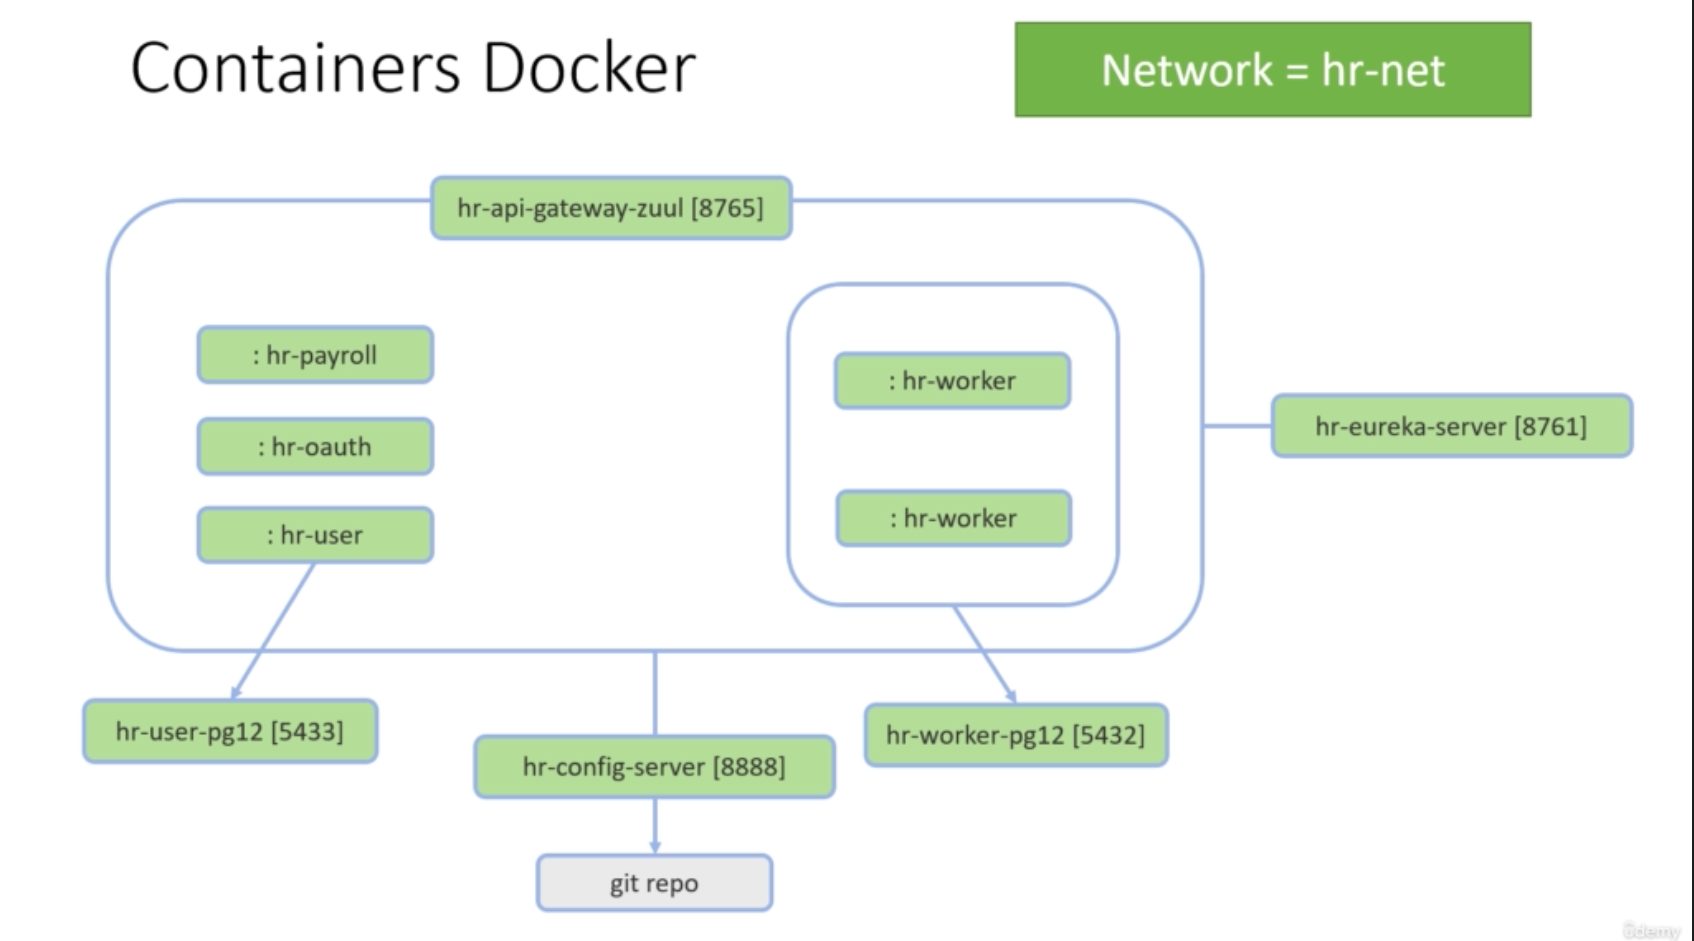 Containers Docker
Network = hr-net
hr-api-gateway-zuul [8765]
: hr-payroll
: hr-worker
: hr-oauth
hr-eureka-server [8761]
: hr-worker
: hr-user
hr-user-pg12 [5433]
hr-worker-pg12 [5432]
hr-config-server [8888]
git repo
ûdemy